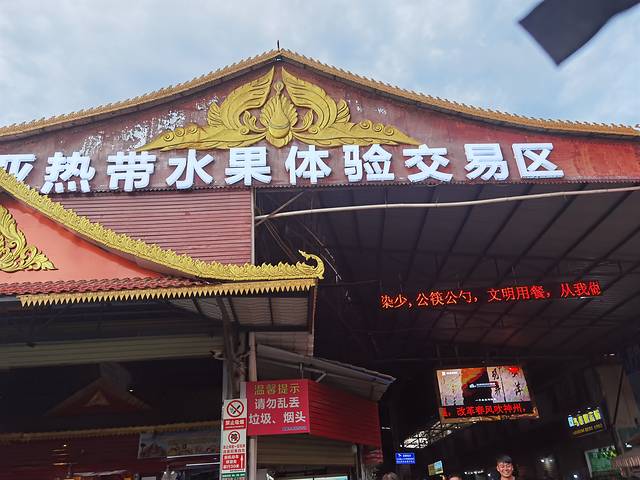 亚热带水果体验交易区
染少,公筷公勺,文明用餐,从我做
改革春风吹神州,
温馨提示
请勿乱丢
垃圾、烟头
禁止吸烟